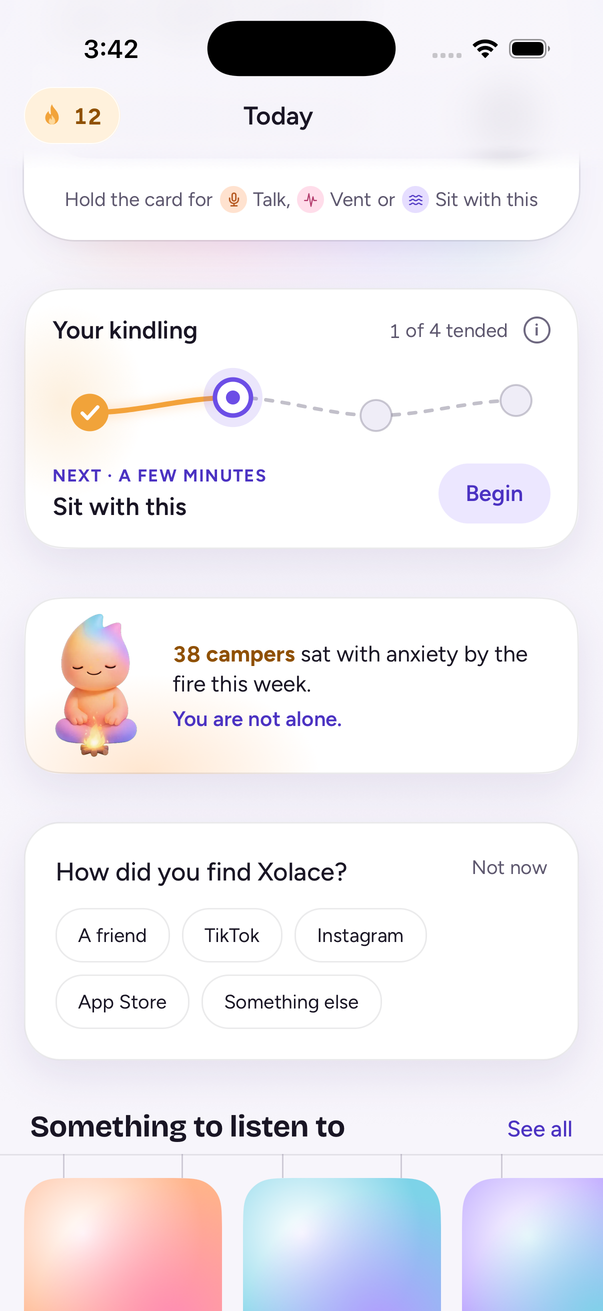 3:42
12
Today
Hold the card for Talk, Vent or Sit with this
Your kindling
1 of 4 tended
NEXT · A FEW MINUTES
Sit with this
Begin
38 campers sat with anxiety by the
fire this week.
You are not alone.
How did you find Xolace?
Not now
A friend
TikTok
Instagram
App Store
Something else
Something to listen to
See all